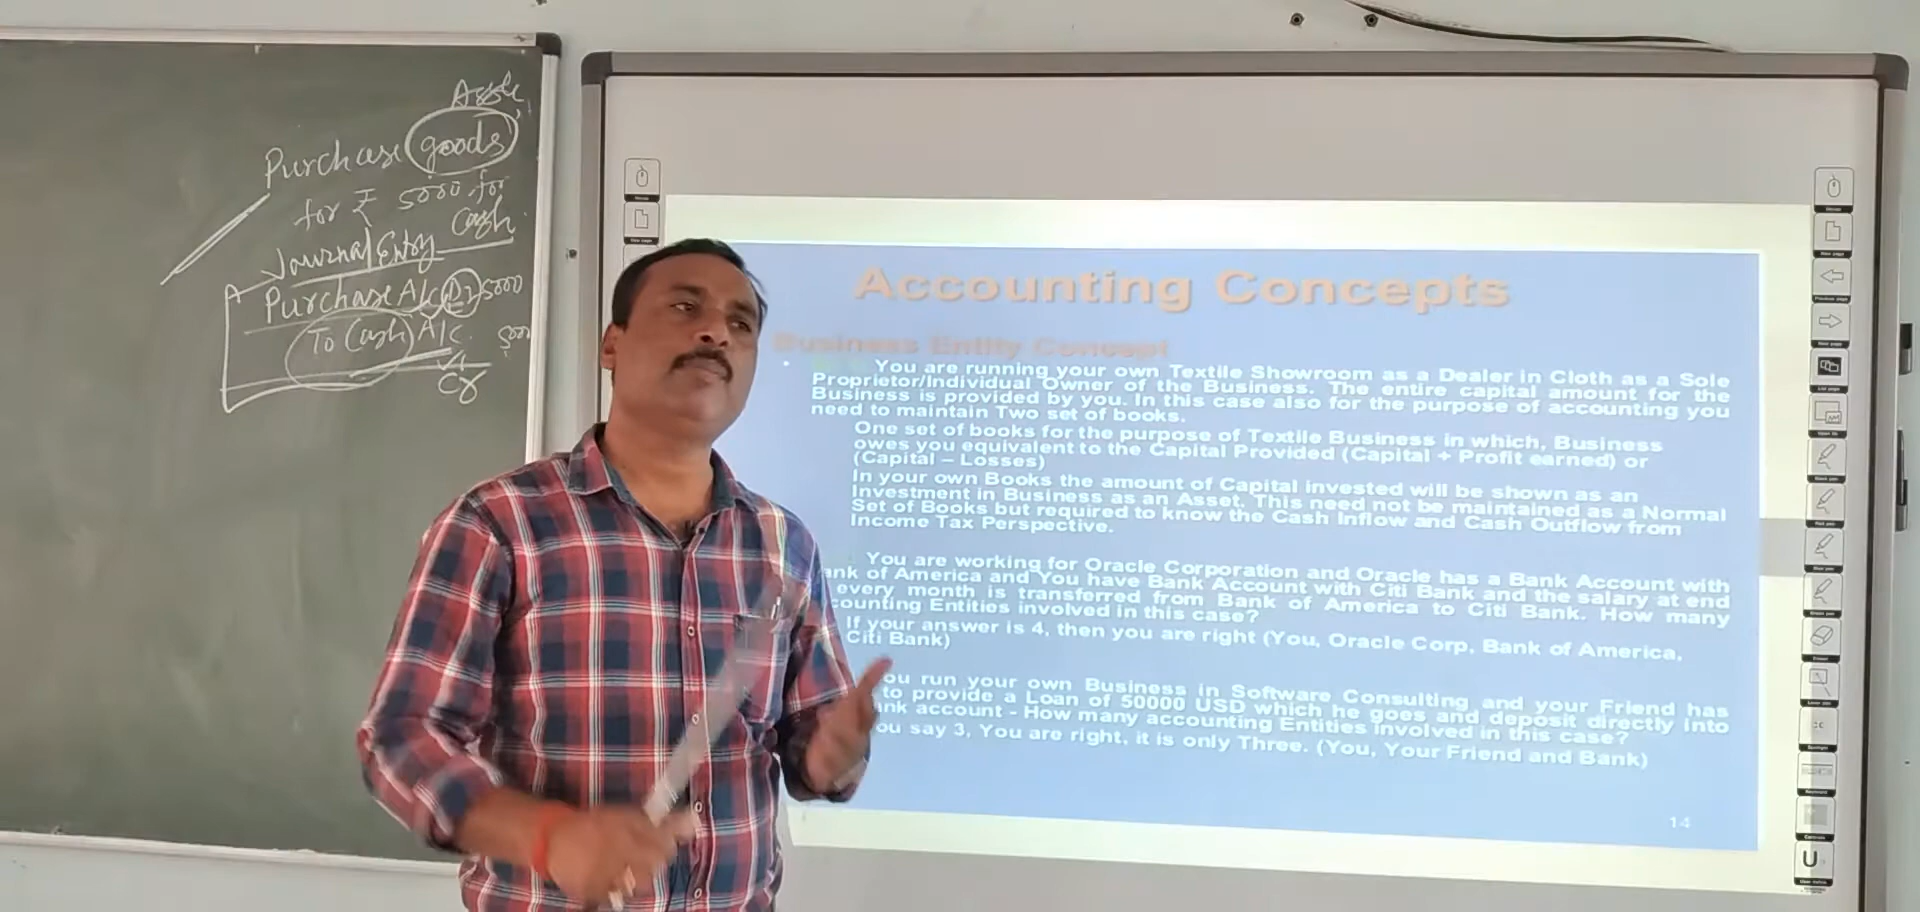 Purchase goods
for ₹ 5000 for
Cash
Journal Entry
Purchase A/c Dr 5000
To Cash A/c. 5000
Cr
Accounting Concepts
Business Entity Concept
• You are running your own Textile Showroom as a Dealer in Cloth as a Sole
Proprietor/Individual Owner of the Business. The entire capital amount for the
Business is provided by you. In this case also for the purpose of accounting you
need to maintain Two set of books.
One set of books for the purpose of Textile Business in which, Business
owes you equivalent to the Capital Provided (Capital + Profit earned) or
(Capital – Losses)
In your own Books the amount of Capital invested will be shown as an
Investment in Business as an Asset. This need not be maintained as a Normal
Set of Books but required to know the Cash Inflow and Cash Outflow from
Income Tax Perspective.
You are working for Oracle Corporation and Oracle has a Bank Account with
of America and You have Bank Account with Citi Bank and the salary at end
every month is transferred from Bank of America to Citi Bank. How many
Entities involved in this case?
If your answer is 4, then you are right (You, Oracle Corp, Bank of America,
Citi Bank)
run your own Business in Software Consulting and your Friend has
to provide a Loan of 50000 USD which he goes and deposit directly into
account - How many accounting Entities involved in this case?
say 3, You are right, it is only Three. (You, Your Friend and Bank)
14